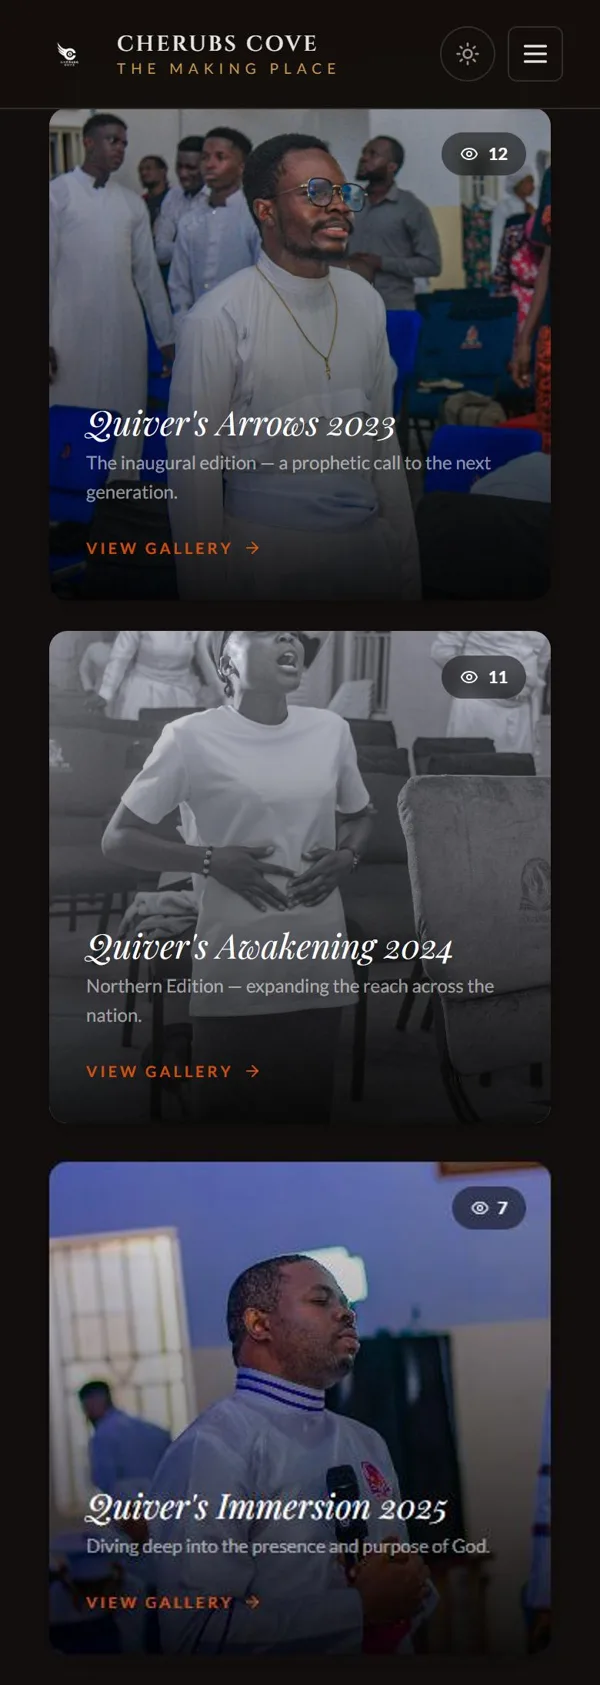 CHERUBS COVE
THE MAKING PLACE
12
Quiver's Arrows 2023
The inaugural edition — a prophetic call to the next
generation.
VIEW GALLERY →
11
Quiver's Awakening 2024
Northern Edition — expanding the reach across the
nation.
VIEW GALLERY →
7
Quiver's Immersion 2025
Diving deep into the presence and purpose of God.
VIEW GALLERY →